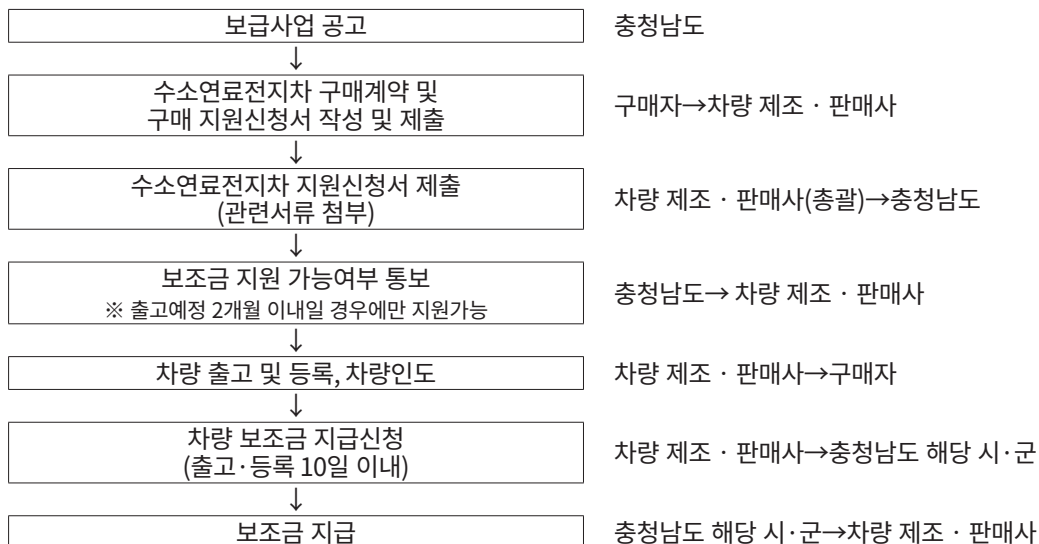 보급사업 공고
충청남도
↓
수소연료전지차 구매계약 및
구매 지원신청서 작성 및 제출
구매자→차량 제조 · 판매사
↓
수소연료전지차 지원신청서 제출
(관련서류 첨부)
차량 제조 · 판매사(총괄)→충청남도
↓
보조금 지원 가능여부 통보
※ 출고예정 2개월 이내일 경우에만 지원가능
충청남도→ 차량 제조 · 판매사
↓
차량 출고 및 등록, 차량인도
차량 제조 · 판매사→구매자
↓
차량 보조금 지급신청
(출고·등록 10일 이내)
차량 제조 · 판매사→충청남도 해당 시·군
↓
보조금 지급
충청남도 해당 시·군→차량 제조 · 판매사